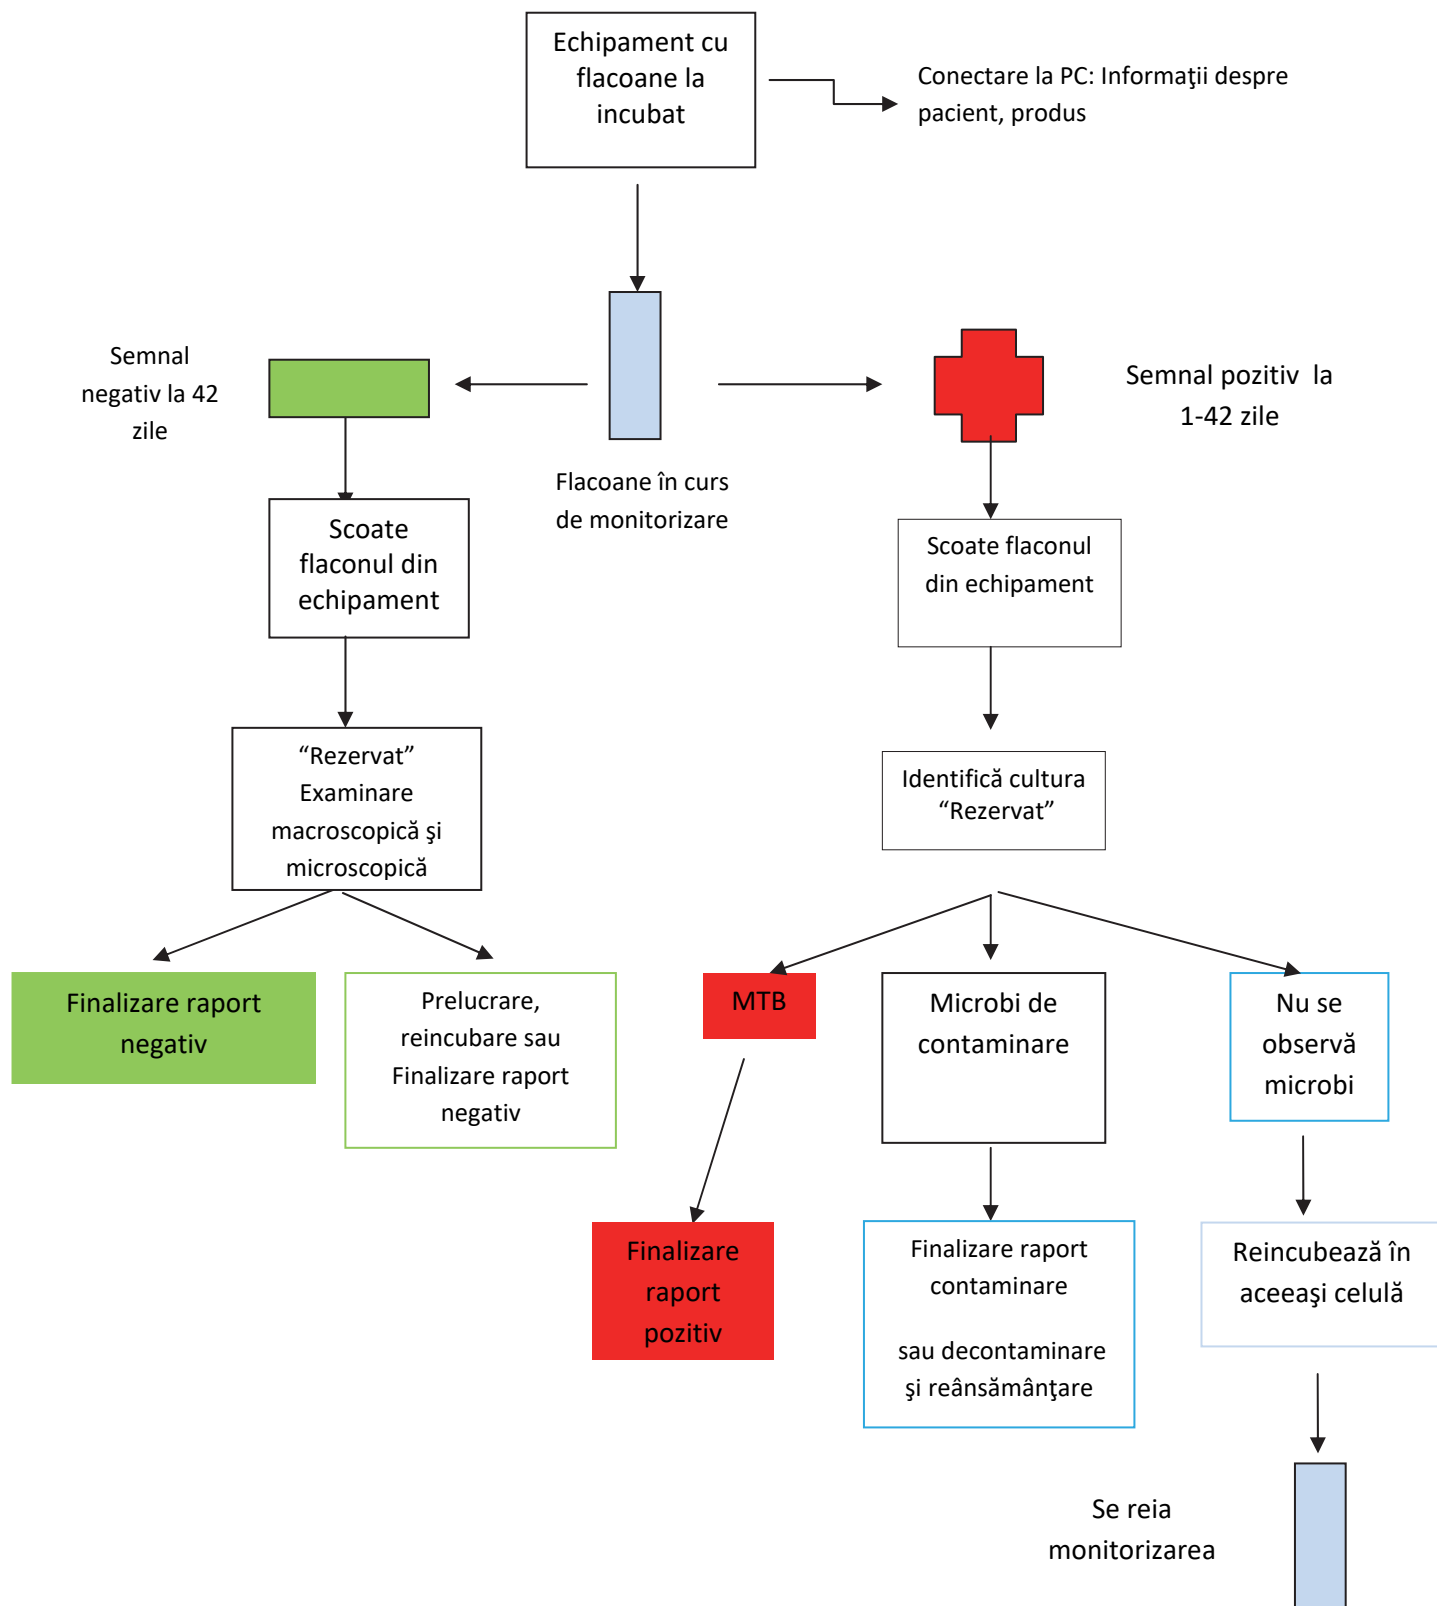 Echipament cu
flacoane la
incubat
Conectare la PC: Informaţii despre
pacient, produs
Semnal
negativ la 42
zile
Semnal pozitiv la
1-42 zile
Flacoane în curs
de monitorizare
Scoate
flaconul din
echipament
Scoate flaconul
din echipament
“Rezervat”
Examinare
macroscopică şi
microscopică
Identifică cultura
“Rezervat”
Finalizare raport
negativ
Prelucrare,
reincubare sau
Finalizare raport
negativ
MTB
Microbi de
contaminare
Nu se
observă
microbi
Finalizare
raport
pozitiv
Finalizare raport
contaminare
sau decontaminare
şi reânsămânţare
Reincubează în
aceeaşi celulă
Se reia
monitorizarea